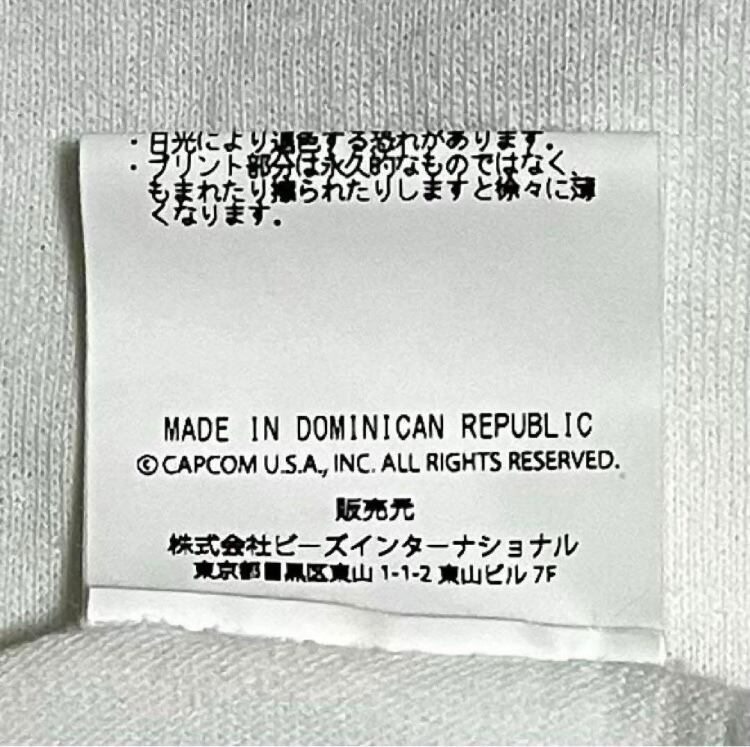 ・日光により退色する恐れがあります。
・プリント部分は永久的なものではなく、
もまれたり擦られたりしますと徐々に薄
くなります。
MADE IN DOMINICAN REPUBLIC
©CAPCOM U.S.A., INC. ALL RIGHTS RESERVED.
販売元
株式会社ビーズインターナショナル
東京都目黒区東山 1-1-2 東山ビル 7F